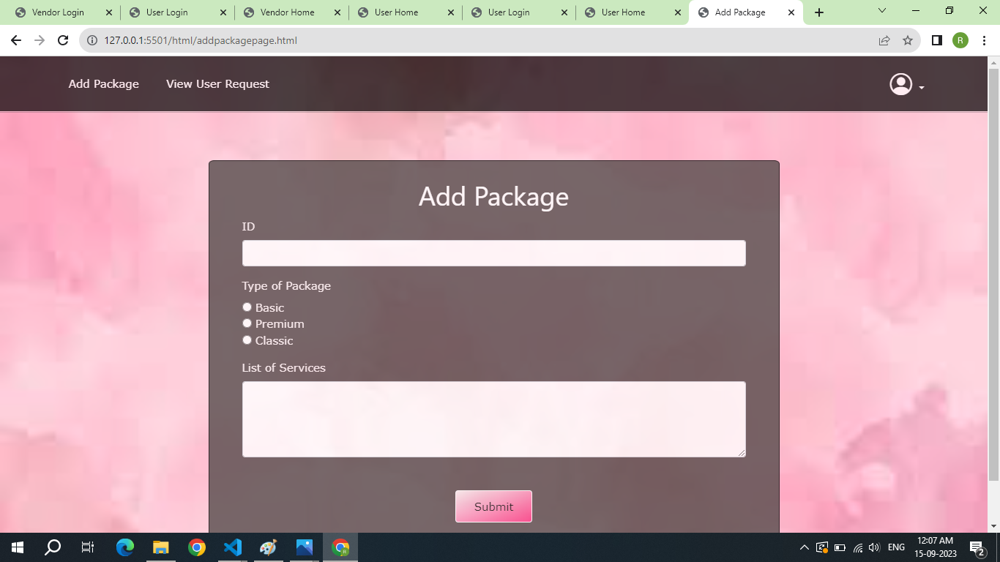 Vendor Login
User Login
Vendor Home
User Home
User Login
User Home
Add Package
127.0.0.1:5501/html/addpackagepage.html
R
Add Package
View User Request
Add Package
ID
Type of Package
Basic
Premium
Classic
List of Services
Submit
ENG
12:07 AM
15-09-2023
2